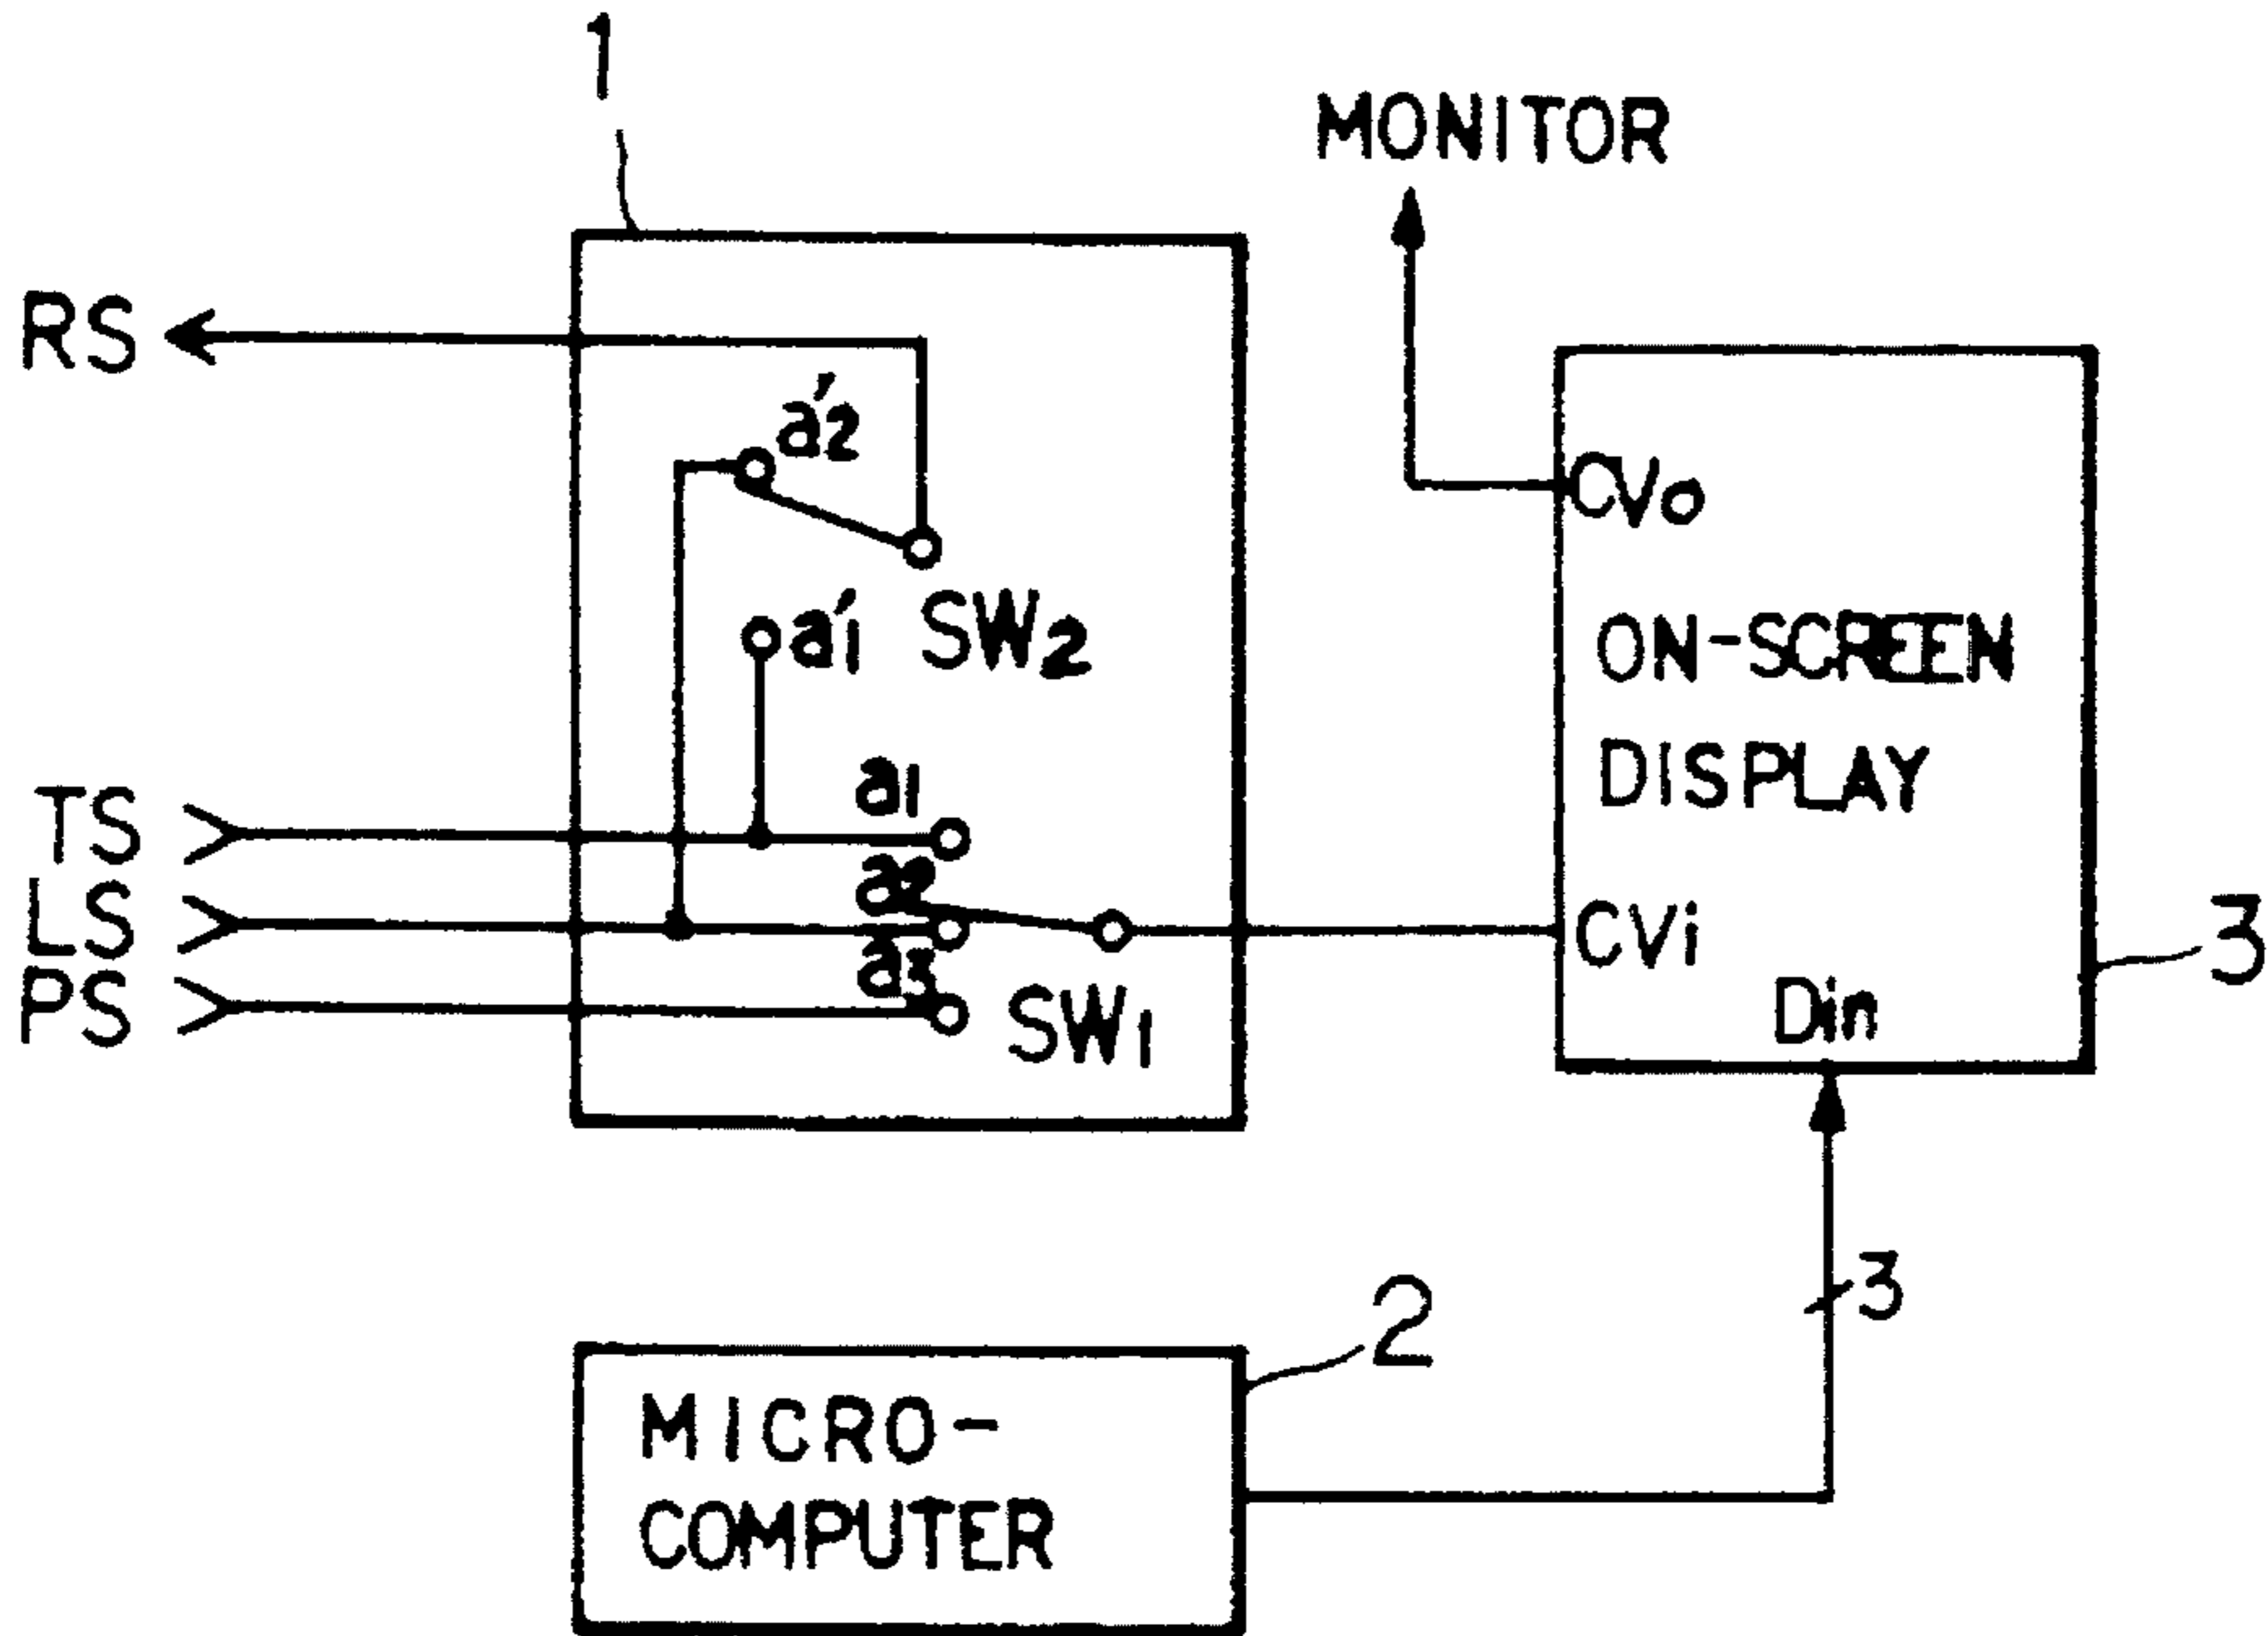 1
MONITOR
RS
a'2
CVo
a'1 SW2
ON-SCREEN
DISPLAY
a1
TS
a2
LS
CVi
3
a3
PS
Din
SW1
3
2
MICRO-
COMPUTER